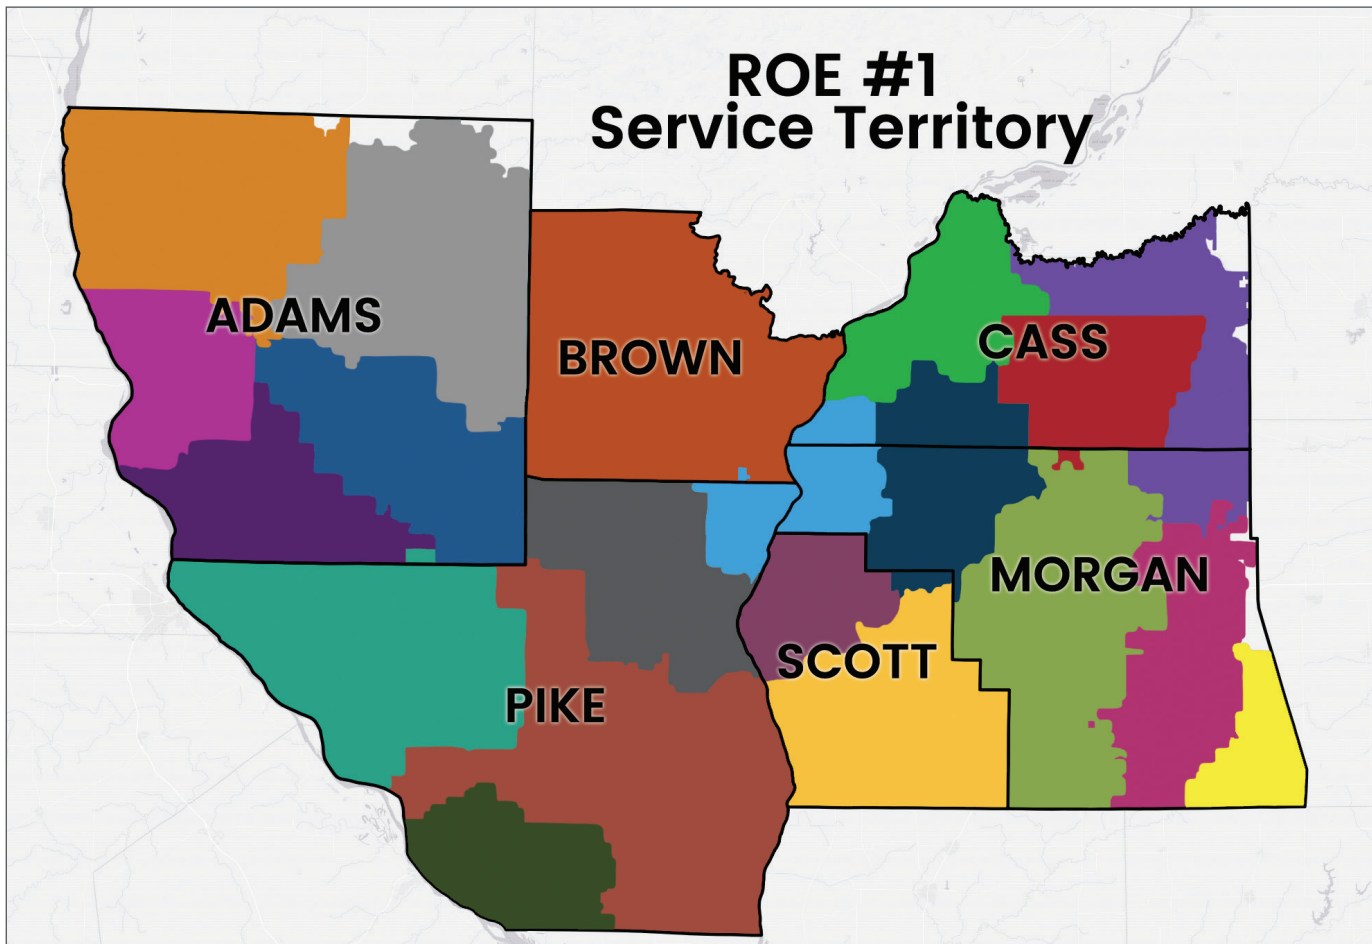 ROE #1
Service Territory
ADAMS
BROWN
CASS
MORGAN
SCOTT
PIKE